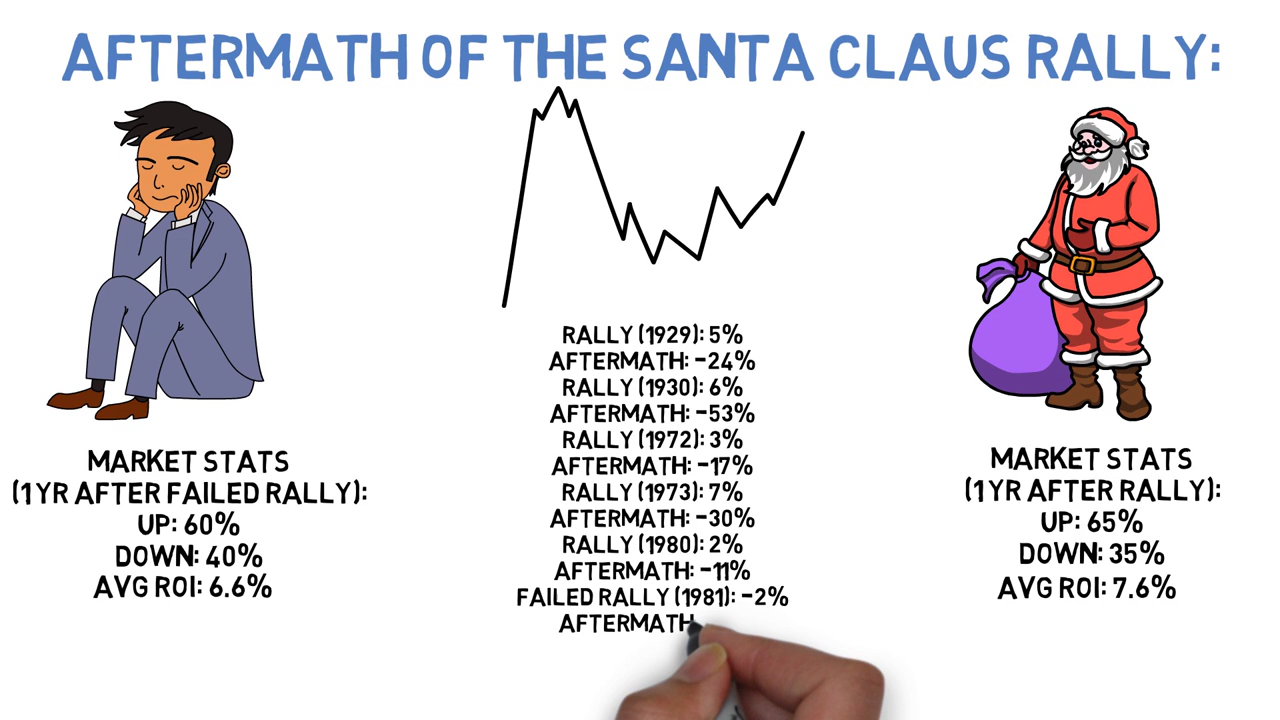 AFTERMATH OF THE SANTA CLAUS RALLY:
MARKET STATS
(1YR AFTER FAILED RALLY):
UP: 60%
DOWN: 40%
AVG ROI: 6.6%
RALLY (1929): 5%
AFTERMATH: -24%
RALLY (1930): 6%
AFTERMATH: -53%
RALLY (1972): 3%
AFTERMATH: -17%
RALLY (1973): 7%
AFTERMATH: -30%
RALLY (1980): 2%
AFTERMATH: -11%
FAILED RALLY (1981): -2%
AFTERMATH
MARKET STATS
(1YR AFTER RALLY):
UP: 65%
DOWN: 35%
AVG ROI: 7.6%